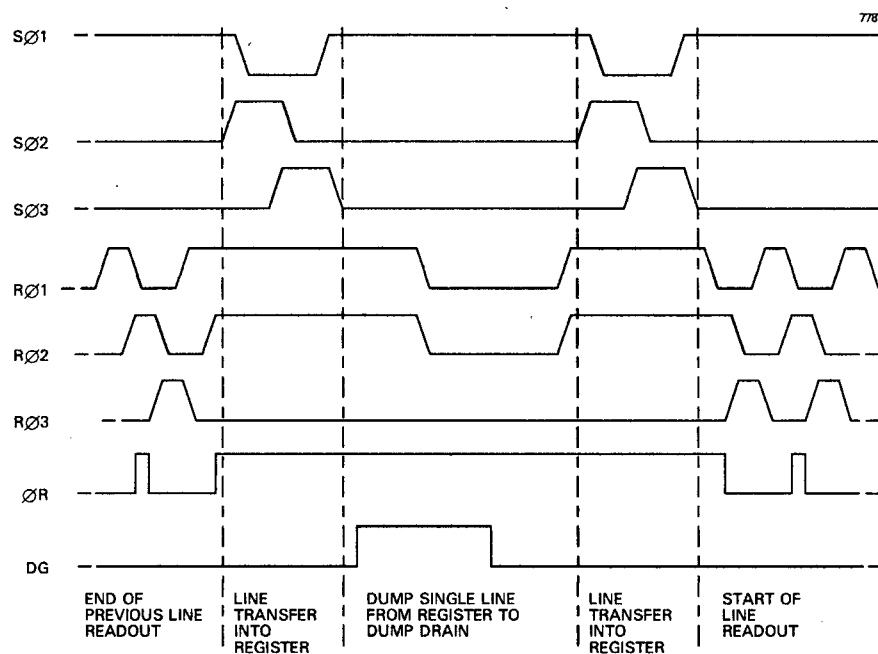 778
SØ1
SØ2
SØ3
RØ1
RØ2
RØ3
ØR
DG
END OF
PREVIOUS LINE
READOUT
LINE
TRANSFER
INTO
REGISTER
DUMP SINGLE LINE
FROM REGISTER TO
DUMP DRAIN
LINE
TRANSFER
INTO
REGISTER
START OF
LINE
READOUT